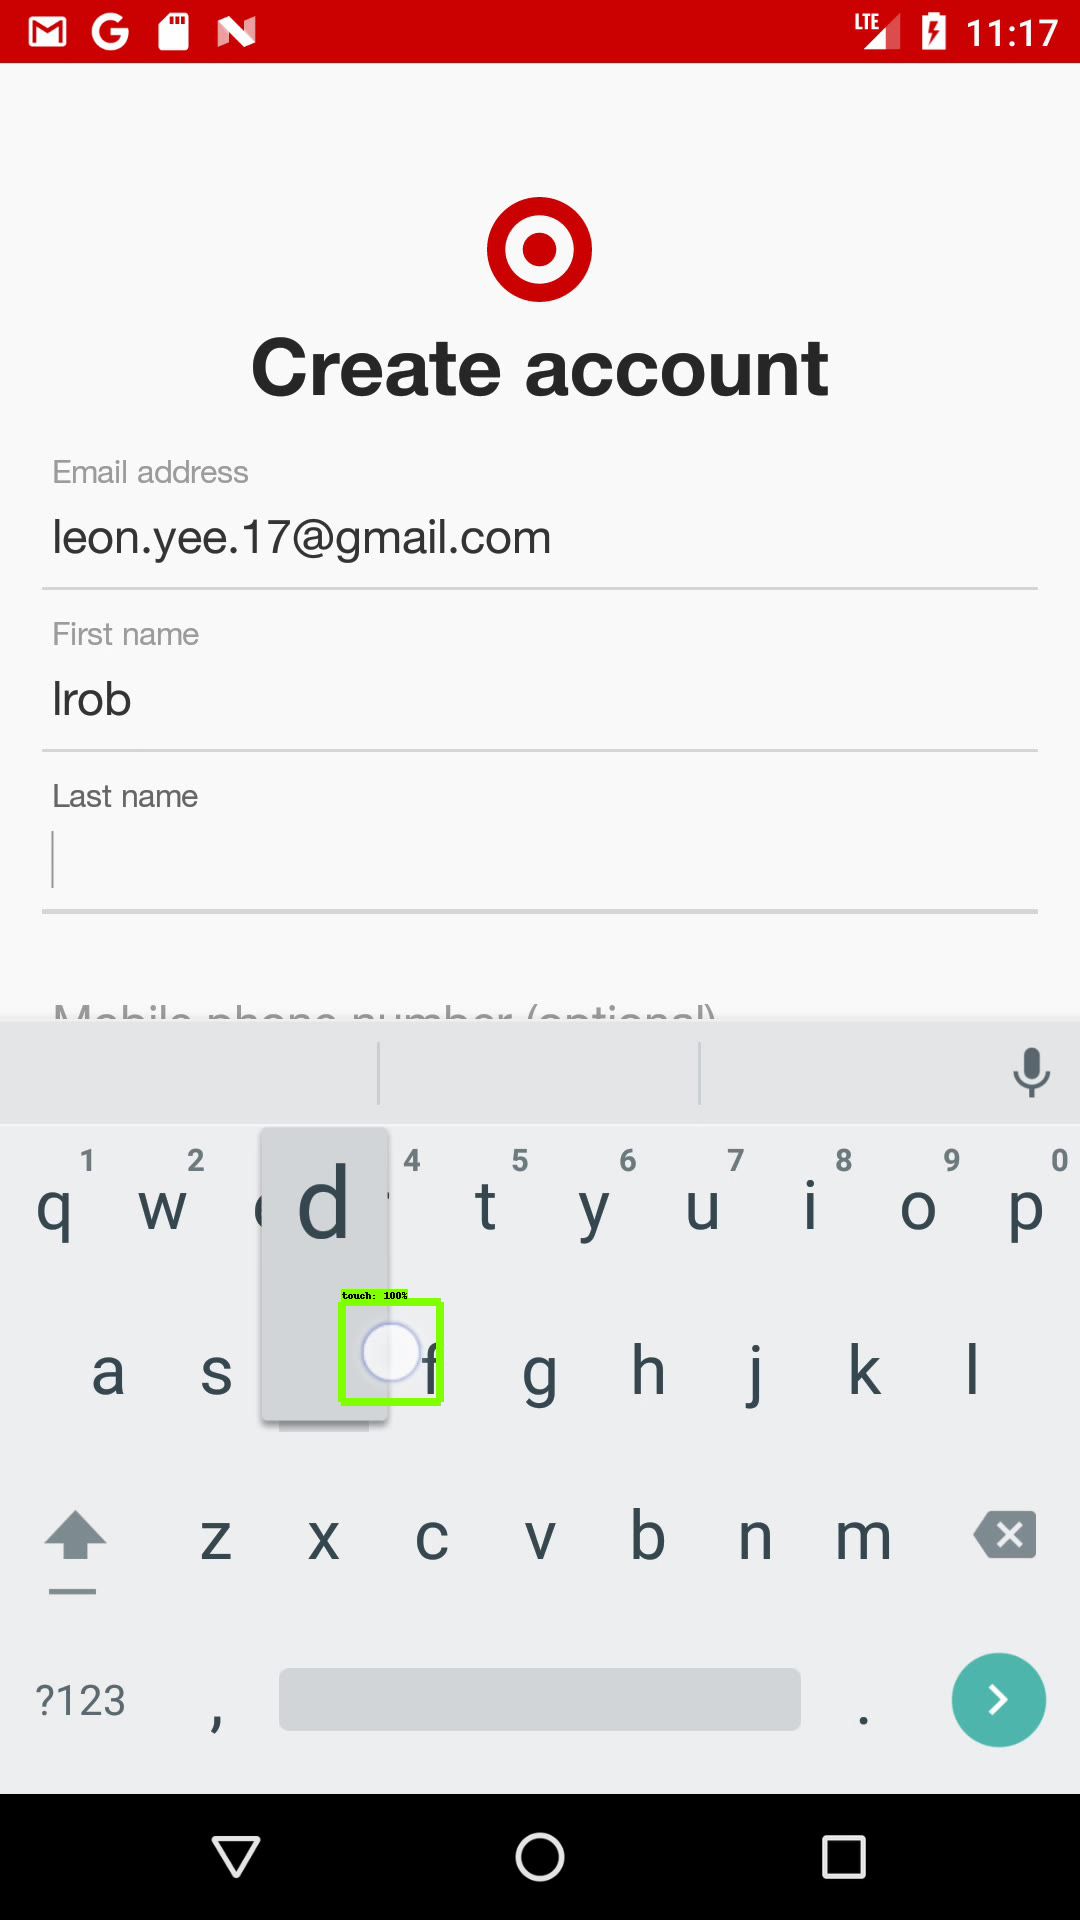 LTE 11:17
Create account
Email address
leon.yee.17@gmail.com
First name
lrob
Last name
Mobile phone number (optional)
1 2 4 5 6 7 8 9 0
q w e d t y u i o p
touch: 100%
a s f g h j k l
z x c v b n m
?123 , .